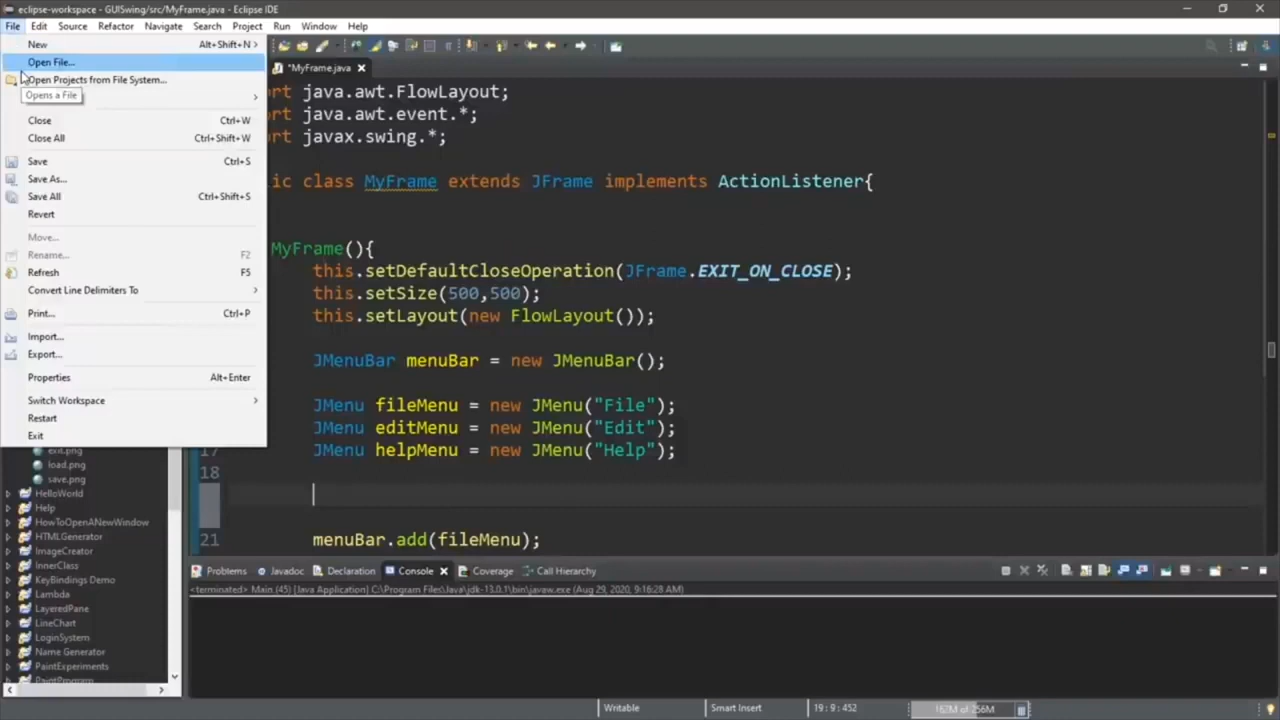 eclipse-workspace - GUISwing/src/MyFrame.java - Eclipse IDE
File Edit Source Refactor Navigate Search Project Run Window Help
New Alt+Shift+N
Open File...
Open Projects from File System...
Opens a File
Close Ctrl+W
Close All Ctrl+Shift+W
Save Ctrl+S
Save As...
Save All Ctrl+Shift+S
Revert
Move...
Rename... F2
Refresh F5
Convert Line Delimiters To
Print... Ctrl+P
Import...
Export...
Properties Alt+Enter
Switch Workspace
Restart
Exit
exit.png
load.png
save.png
HelloWorld
Help
HowToOpenANewWindow
HTMLGenerator
ImageCreator
InnerClass
KeyBindings Demo
Lambda
LayeredPane
LineChart
LoginSystem
Name Generator
PaintExperiments
PaintProgram
*MyFrame.java
ort java.awt.FlowLayout;
ort java.awt.event.*;
ort javax.swing.*;
ic class MyFrame extends JFrame implements ActionListener{
MyFrame(){
this.setDefaultCloseOperation(JFrame.EXIT_ON_CLOSE);
this.setSize(500,500);
this.setLayout(new FlowLayout());
JMenuBar menuBar = new JMenuBar();
JMenu fileMenu = new JMenu("File");
JMenu editMenu = new JMenu("Edit");
17 JMenu helpMenu = new JMenu("Help");
18
21 menuBar.add(fileMenu);
Problems Javadoc Declaration Console Coverage Call Hierarchy
<terminated> Main (45) [Java Application] C:\Program Files\Java\jdk-13.0.1\bin\javaw.exe (Aug 29, 2020, 9:16:28 AM)
Writable Smart Insert 19 : 9 : 452 162M of 256M